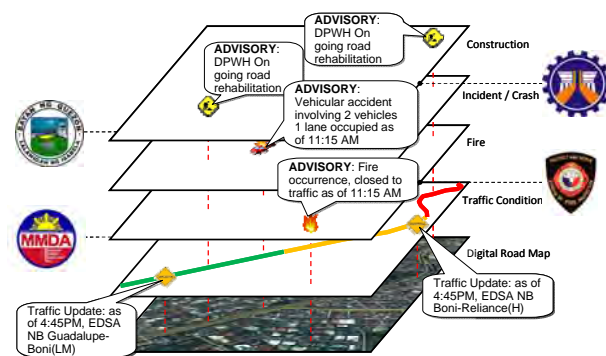 ADVISORY:
DPWH On
going road
rehabilitation
Construction
ADVISORY:
DPWH On
going road
rehabilitation
ADVISORY:
Vehicular accident
involving 2 vehicles
1 lane occupied as
of 11:15 AM
Incident / Crash
BAYAN NG QUEZON
Fire
ADVISORY: Fire
occurrence, closed to
traffic as of 11:15 AM
Traffic Condition
MMDA
Digital Road Map
Traffic Update: as
of 4:45PM, EDSA
NB Guadalupe-
Boni(LM)
Traffic Update: as of
4:45PM, EDSA NB
Boni-Reliance(H)